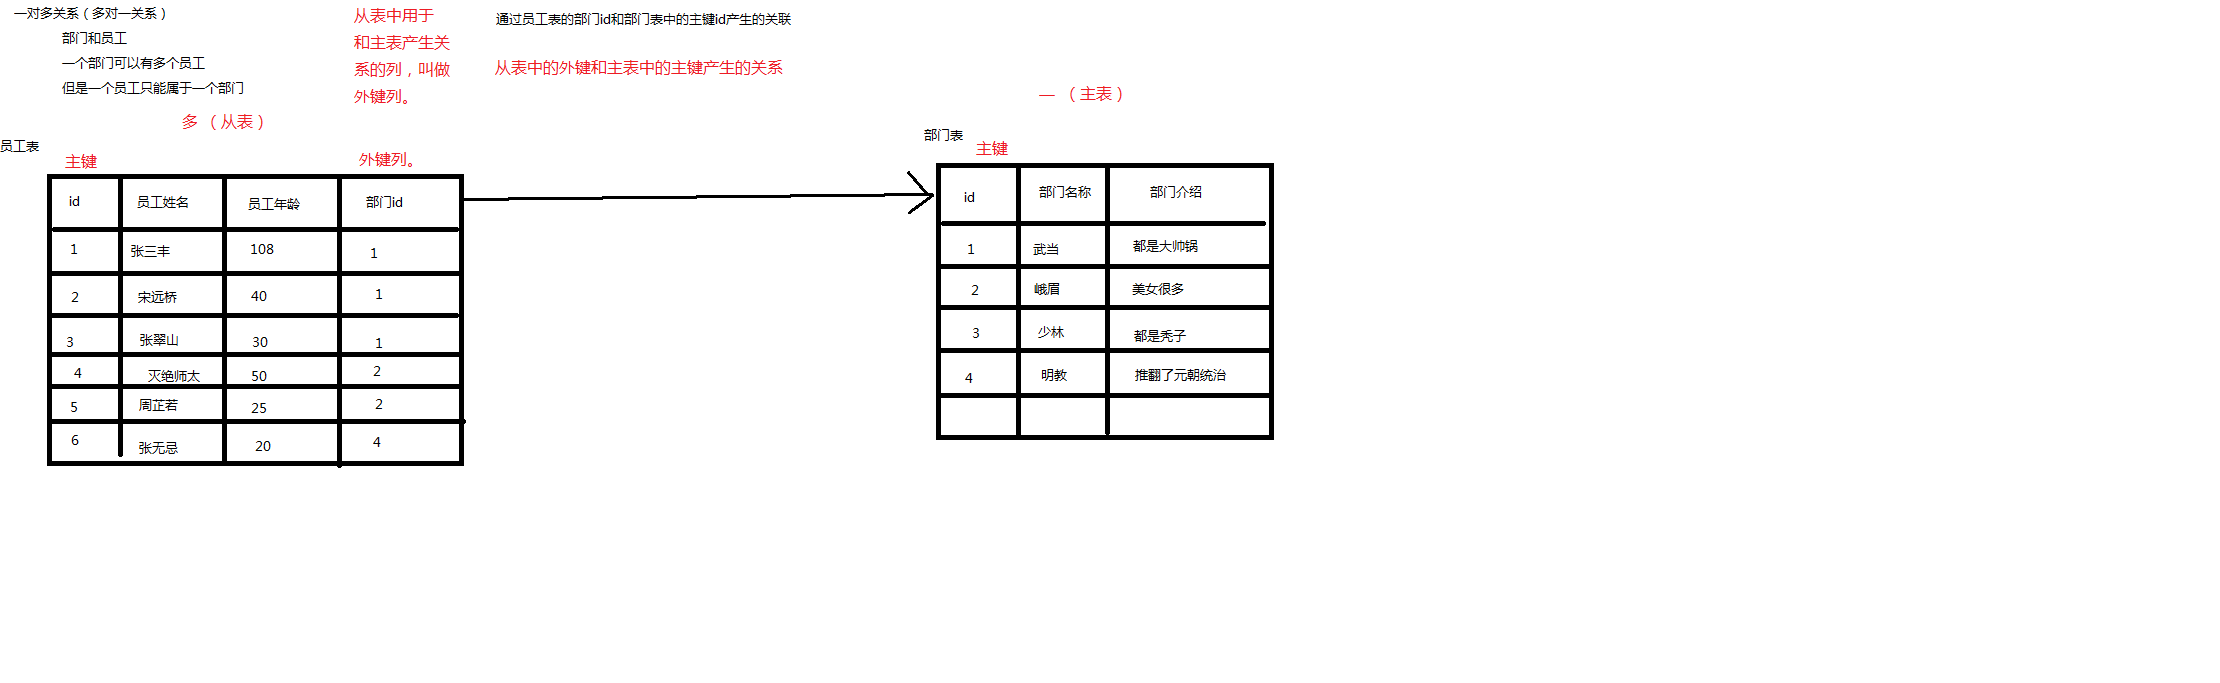 一对多关系（多对一关系）
部门和员工
一个部门可以有多个员工
但是一个员工只能属于一个部门
从表中用于
和主表产生关
系的列，叫做
外键列。
通过员工表的部门id和部门表中的主键id产生的关联
从表中的外键和主表中的主键产生的关系
多（从表）
一（主表）
员工表
主键
外键列。
id 员工姓名 员工年龄 部门id
1 张三丰 108 1
2 宋远桥 40 1
3 张翠山 30 1
4 灭绝师太 50 2
5 周芷若 25 2
6 张无忌 20 4
部门表
主键
id 部门名称 部门介绍
1 武当 都是大帅锅
2 峨眉 美女很多
3 少林 都是秃子
4 明教 推翻了元朝统治